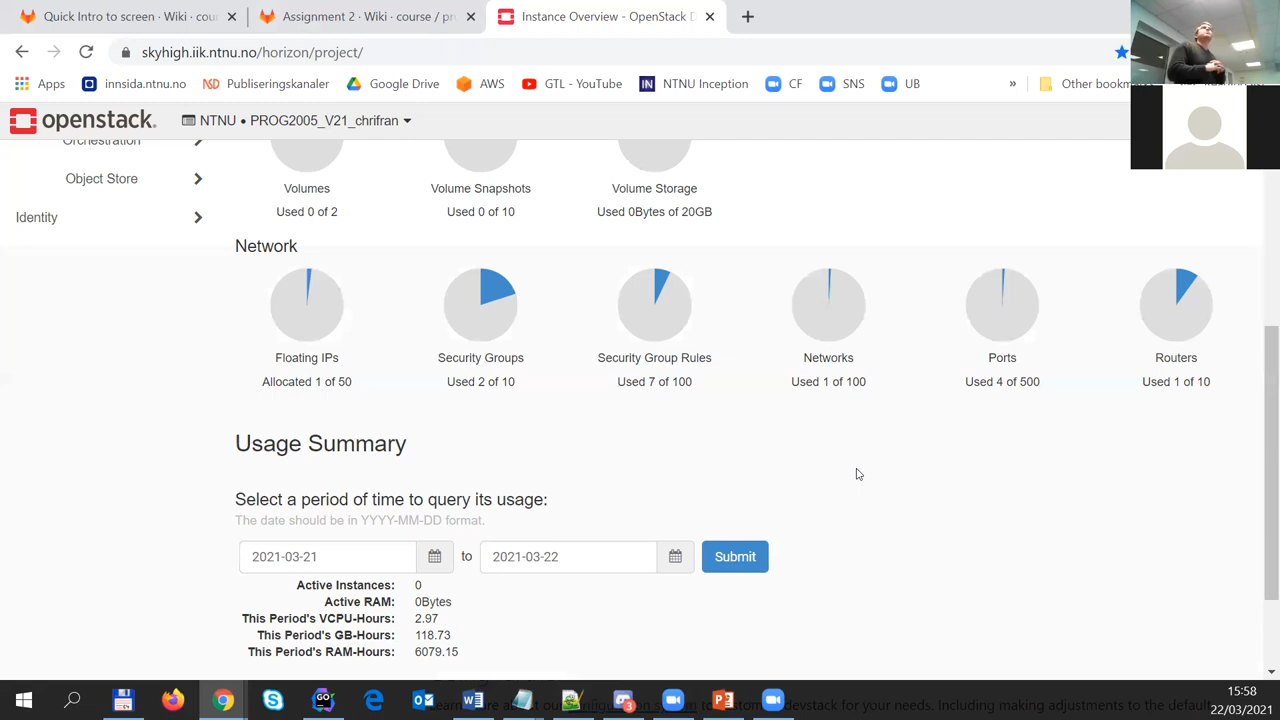 Quick Intro to screen · Wiki · cou
Assignment 2 · Wiki · course / pr
Instance Overview - OpenStack D
skyhigh.iik.ntnu.no/horizon/project/
Apps innsida.ntnu.no Publiseringskanaler Google Drive AWS GTL - YouTube NTNU Inception CF SNS UB » Other bookm
openstack. NTNU • PROG2005_V21_chrifran
Orchestration
Object Store
Identity
Volumes Volume Snapshots Volume Storage
Used 0 of 2 Used 0 of 10 Used 0Bytes of 20GB
Network
Floating IPs Security Groups Security Group Rules Networks Ports Routers
Allocated 1 of 50 Used 2 of 10 Used 7 of 100 Used 1 of 100 Used 4 of 500 Used 1 of 10
Usage Summary
Select a period of time to query its usage:
The date should be in YYYY-MM-DD format.
2021-03-21 to 2021-03-22 Submit
Active Instances: 0
Active RAM: 0Bytes
This Period's VCPU-Hours: 2.97
This Period's GB-Hours: 118.73
This Period's RAM-Hours: 6079.15
devstack for your needs. Including making adjustments to the default
15:58
22/03/2021